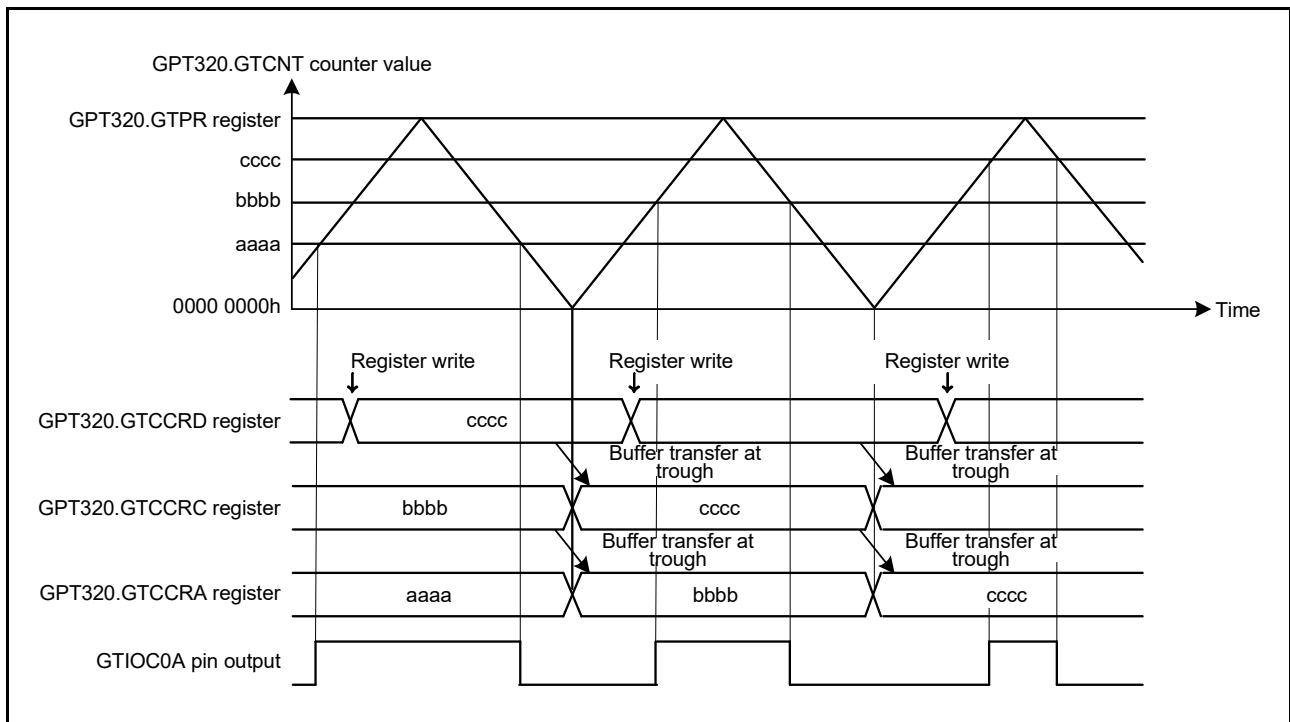 GPT320.GTCNT counter value
GPT320.GTPR register
cccc
bbbb
aaaa
0000 0000h
Time
Register write
Register write
Register write
GPT320.GTCCRD register
cccc
Buffer transfer at
trough
Buffer transfer at
trough
GPT320.GTCCRC register
bbbb
cccc
Buffer transfer at
trough
Buffer transfer at
trough
GPT320.GTCCRA register
aaaa
bbbb
cccc
GTIOC0A pin output